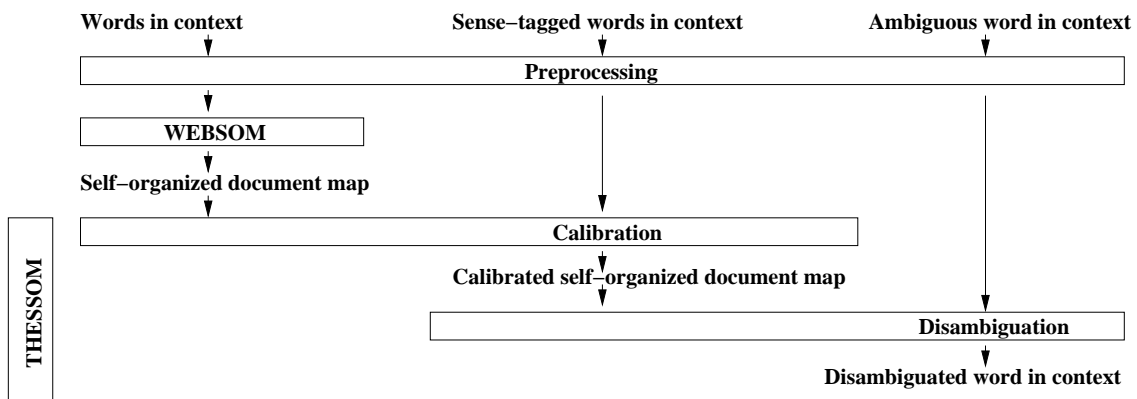 Words in context
Sense−tagged words in context
Ambiguous word in context
Preprocessing
WEBSOM
Self−organized document map
Calibration
Calibrated self−organized document map
THESSOM
Disambiguation
Disambiguated word in context